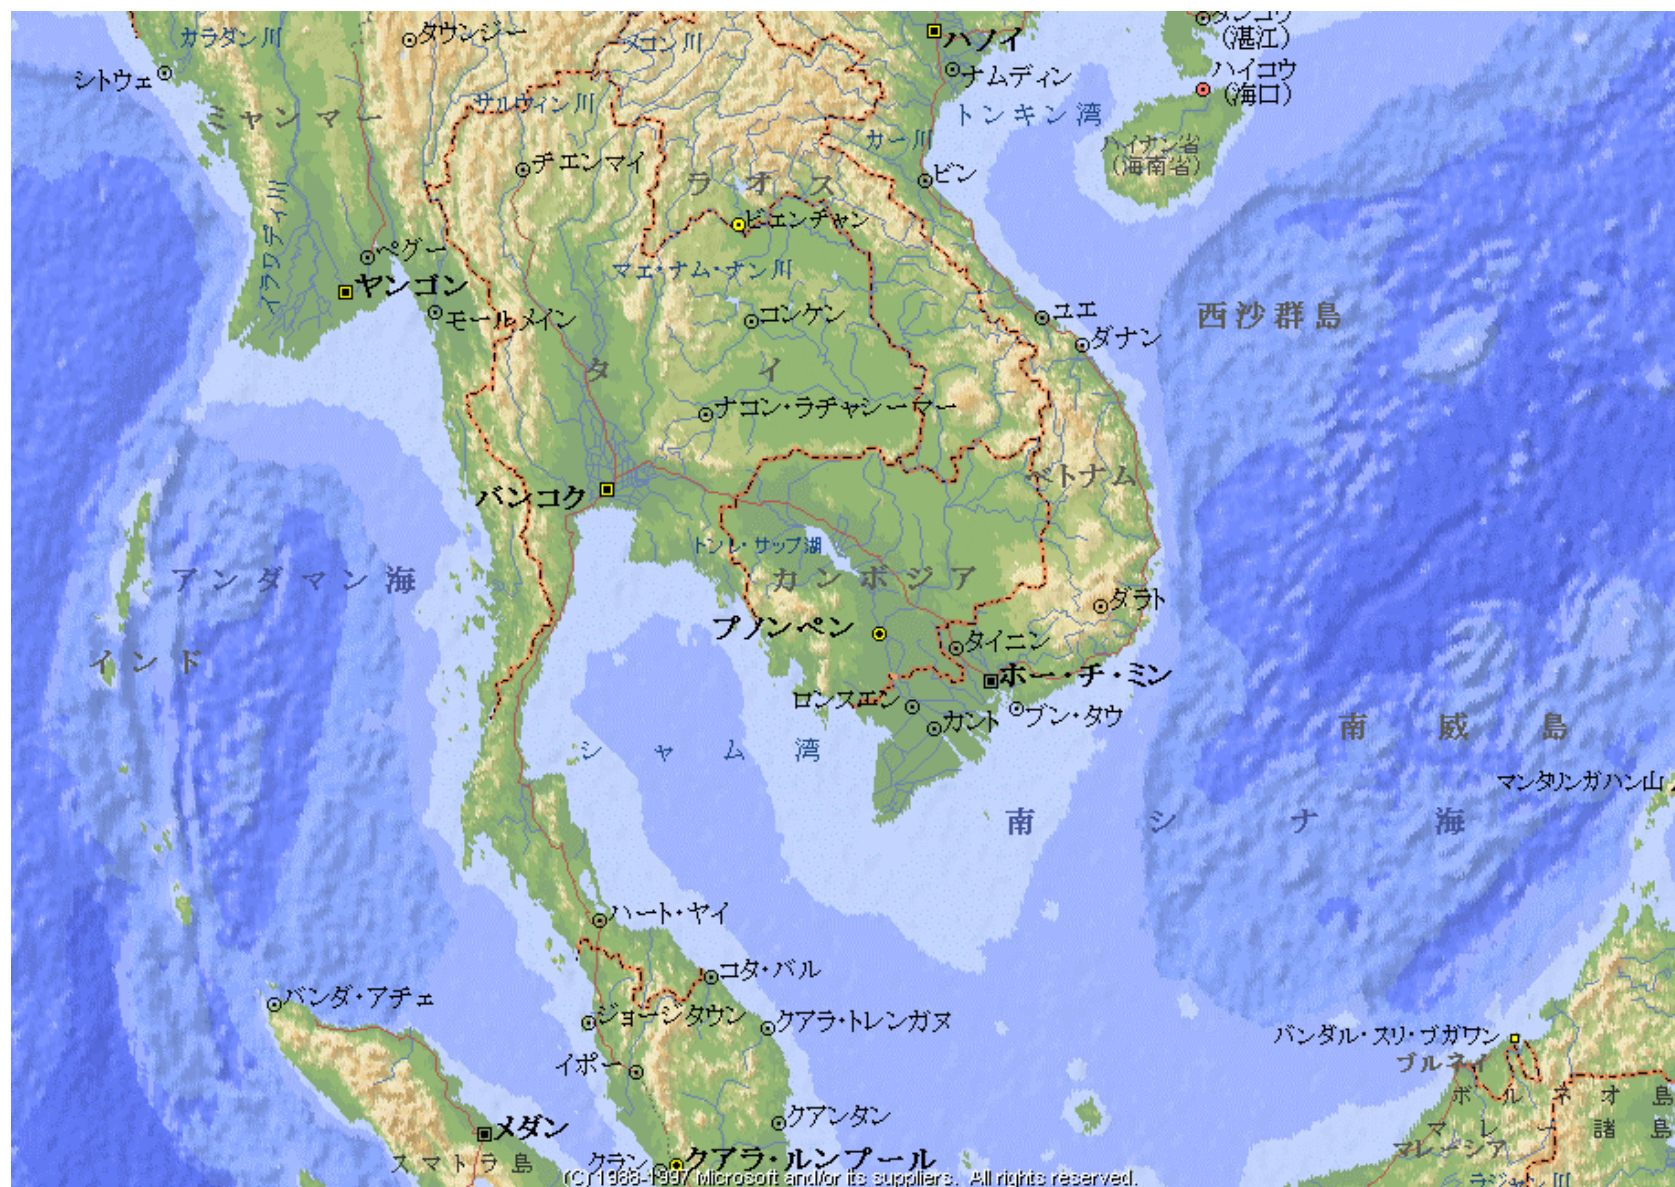 カラダン川
タウンジー
メコン川
ハノイ
(湛江)
シトウェ
ナムディン
ハイコウ
(海口)
ミャンマー
サルウィン川
トンキン湾
カー川
ハイナン省
(海南省)
チエンマイ
ラオス
ビン
イラワディ川
ビエンチャン
ペグー
マエ・ナム・ナン川
ヤンゴン
モールメイン
コンケン
ユエ
西沙群島
ダナン
タイ
ナコン・ラチャシーマー
ベトナム
バンコク
トンレ・サップ湖
アンダマン海
カンボジア
ダラト
プノンペン
タイニン
インド
ホー・チ・ミン
ロンスエン
カント
ブン・タウ
南威島
シャム湾
マンタリンガハン山
南シナ海
ハート・ヤイ
コタ・バル
バンダ・アチェ
ジョージタウン
クアラ・トレンガヌ
バンダル・スリ・ブガワン
ブルネイ
イポー
ボルネオ島
クアンタン
メダン
マレー諸島
マレーシア
スマトラ島
クラン
クアラ・ルンプール
ラジャン川
(C) 1988-1997 Microsoft and/or its suppliers. All rights reserved.